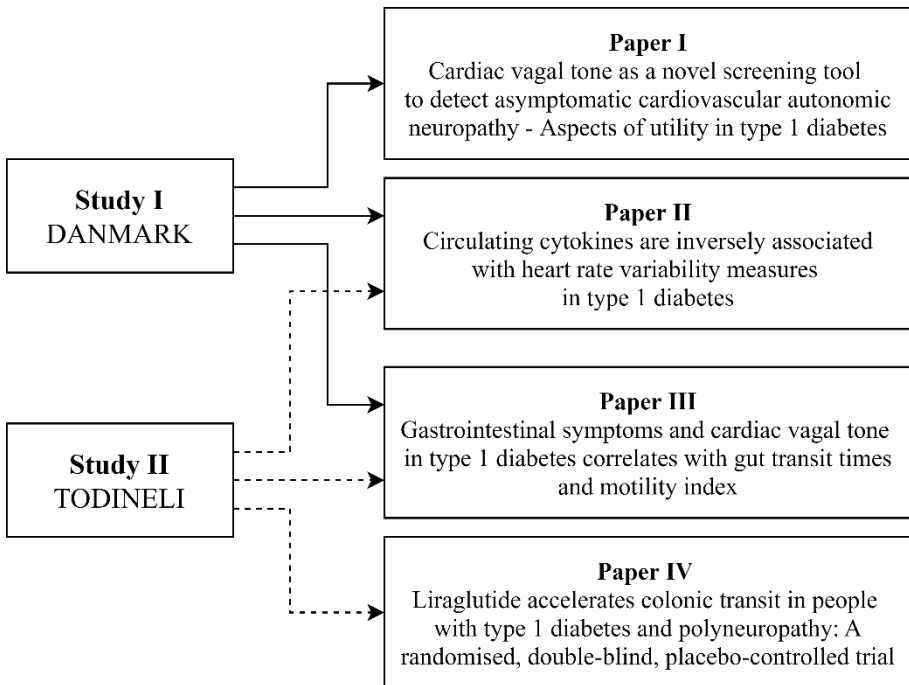 Paper I
Cardiac vagal tone as a novel screening tool
to detect asymptomatic cardiovascular autonomic
neuropathy - Aspects of utility in type 1 diabetes
Study I
DANMARK
Paper II
Circulating cytokines are inversely associated
with heart rate variability measures
in type 1 diabetes
Paper III
Gastrointestinal symptoms and cardiac vagal tone
in type 1 diabetes correlates with gut transit times
and motility index
Study II
TODINELI
Paper IV
Liraglutide accelerates colonic transit in people
with type 1 diabetes and polyneuropathy: A
randomised, double-blind, placebo-controlled trial